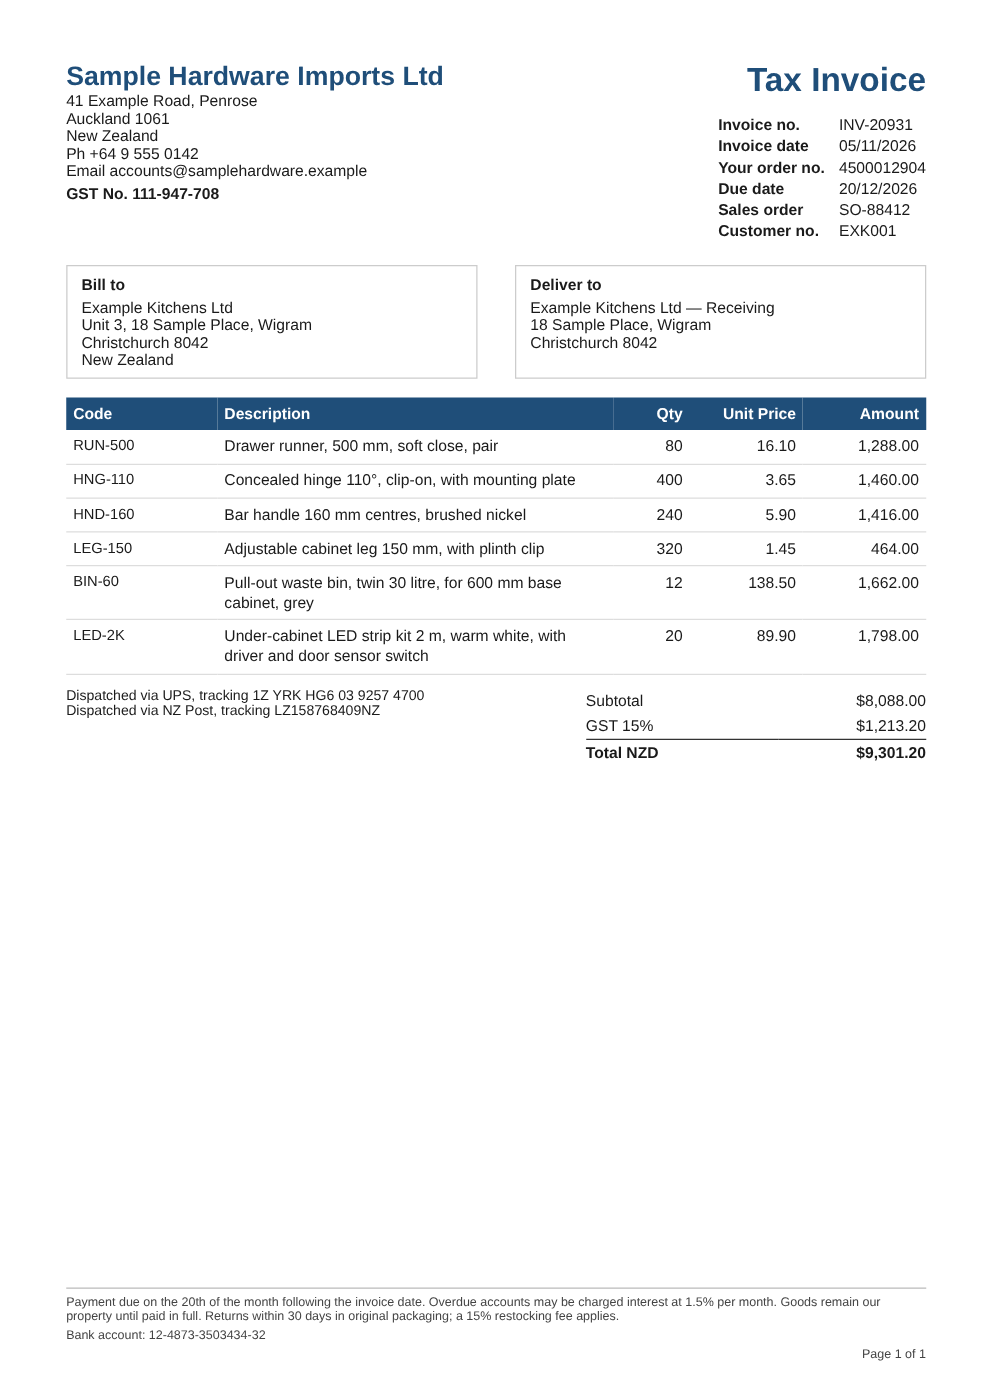 Sample Hardware Imports Ltd
41 Example Road, Penrose
Auckland 1061
New Zealand
Ph +64 9 555 0142
Email accounts@samplehardware.example
GST No. 111-947-708
Tax Invoice
Invoice no. INV-20931
Invoice date 05/11/2026
Your order no. 4500012904
Due date 20/12/2026
Sales order SO-88412
Customer no. EXK001
Bill to
Example Kitchens Ltd
Unit 3, 18 Sample Place, Wigram
Christchurch 8042
New Zealand
Deliver to
Example Kitchens Ltd — Receiving
18 Sample Place, Wigram
Christchurch 8042
Code Description Qty Unit Price Amount
RUN-500 Drawer runner, 500 mm, soft close, pair 80 16.10 1,288.00
HNG-110 Concealed hinge 110°, clip-on, with mounting plate 400 3.65 1,460.00
HND-160 Bar handle 160 mm centres, brushed nickel 240 5.90 1,416.00
LEG-150 Adjustable cabinet leg 150 mm, with plinth clip 320 1.45 464.00
BIN-60 Pull-out waste bin, twin 30 litre, for 600 mm base 12 138.50 1,662.00
cabinet, grey
LED-2K Under-cabinet LED strip kit 2 m, warm white, with 20 89.90 1,798.00
driver and door sensor switch
Dispatched via UPS, tracking 1Z YRK HG6 03 9257 4700
Dispatched via NZ Post, tracking LZ158768409NZ
Subtotal $8,088.00
GST 15% $1,213.20
Total NZD $9,301.20
Payment due on the 20th of the month following the invoice date. Overdue accounts may be charged interest at 1.5% per month. Goods remain our
property until paid in full. Returns within 30 days in original packaging; a 15% restocking fee applies.
Bank account: 12-4873-3503434-32
Page 1 of 1